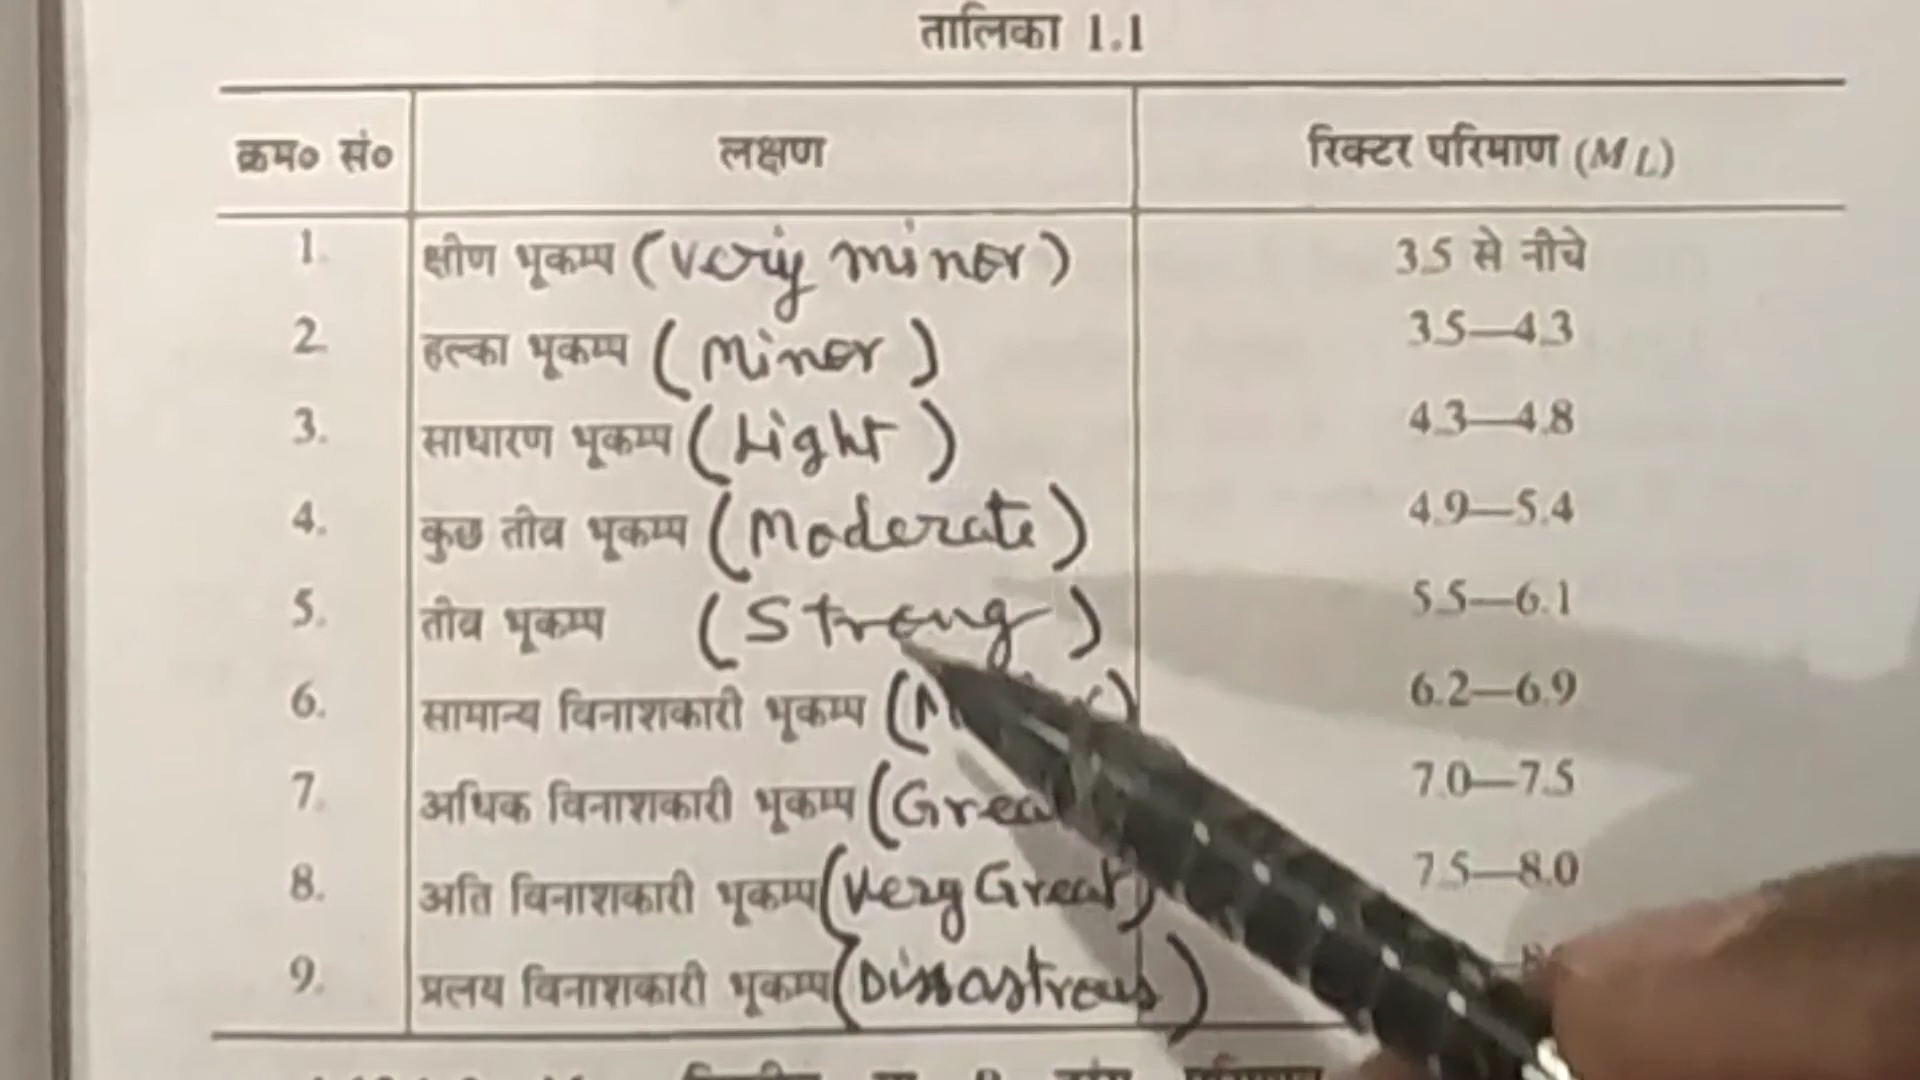 तालिका 1.1
क्रम० सं० लक्षण रिक्टर परिमाण (M L)
1. क्षीण भूकम्प (very minor) 3.5 से नीचे
2. हल्का भूकम्प (Minor) 3.5—4.3
3. साधारण भूकम्प (Light) 4.3—4.8
4. कुछ तीव्र भूकम्प (Moderate) 4.9—5.4
5. तीव्र भूकम्प (Strong) 5.5—6.1
6. सामान्य विनाशकारी भूकम्प 6.2—6.9
7. अधिक विनाशकारी भूकम्प 7.0—7.5
8. अति विनाशकारी भूकम्प (Very Great) 7.5—8.0
9. प्रलय विनाशकारी भूकम्प (Dissastrous)